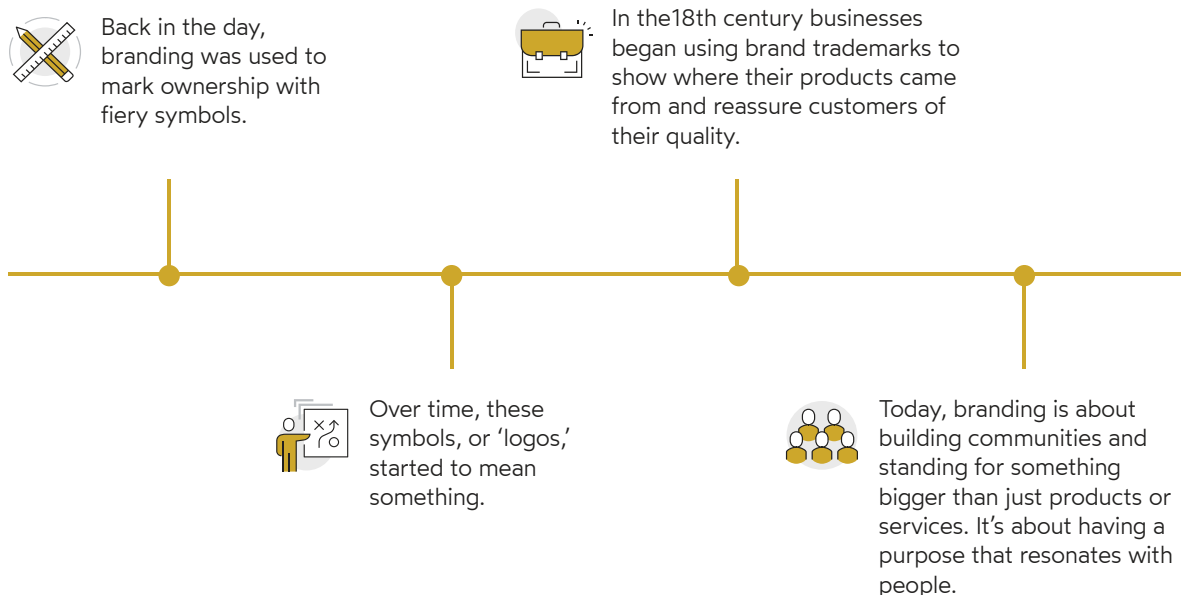 Back in the day,
branding was used to
mark ownership with
fiery symbols.
Over time, these
symbols, or ‘logos,’
started to mean
something.
In the18th century businesses
began using brand trademarks to
show where their products came
from and reassure customers of
their quality.
Today, branding is about
building communities and
standing for something
bigger than just products or
services. It’s about having a
purpose that resonates with
people.